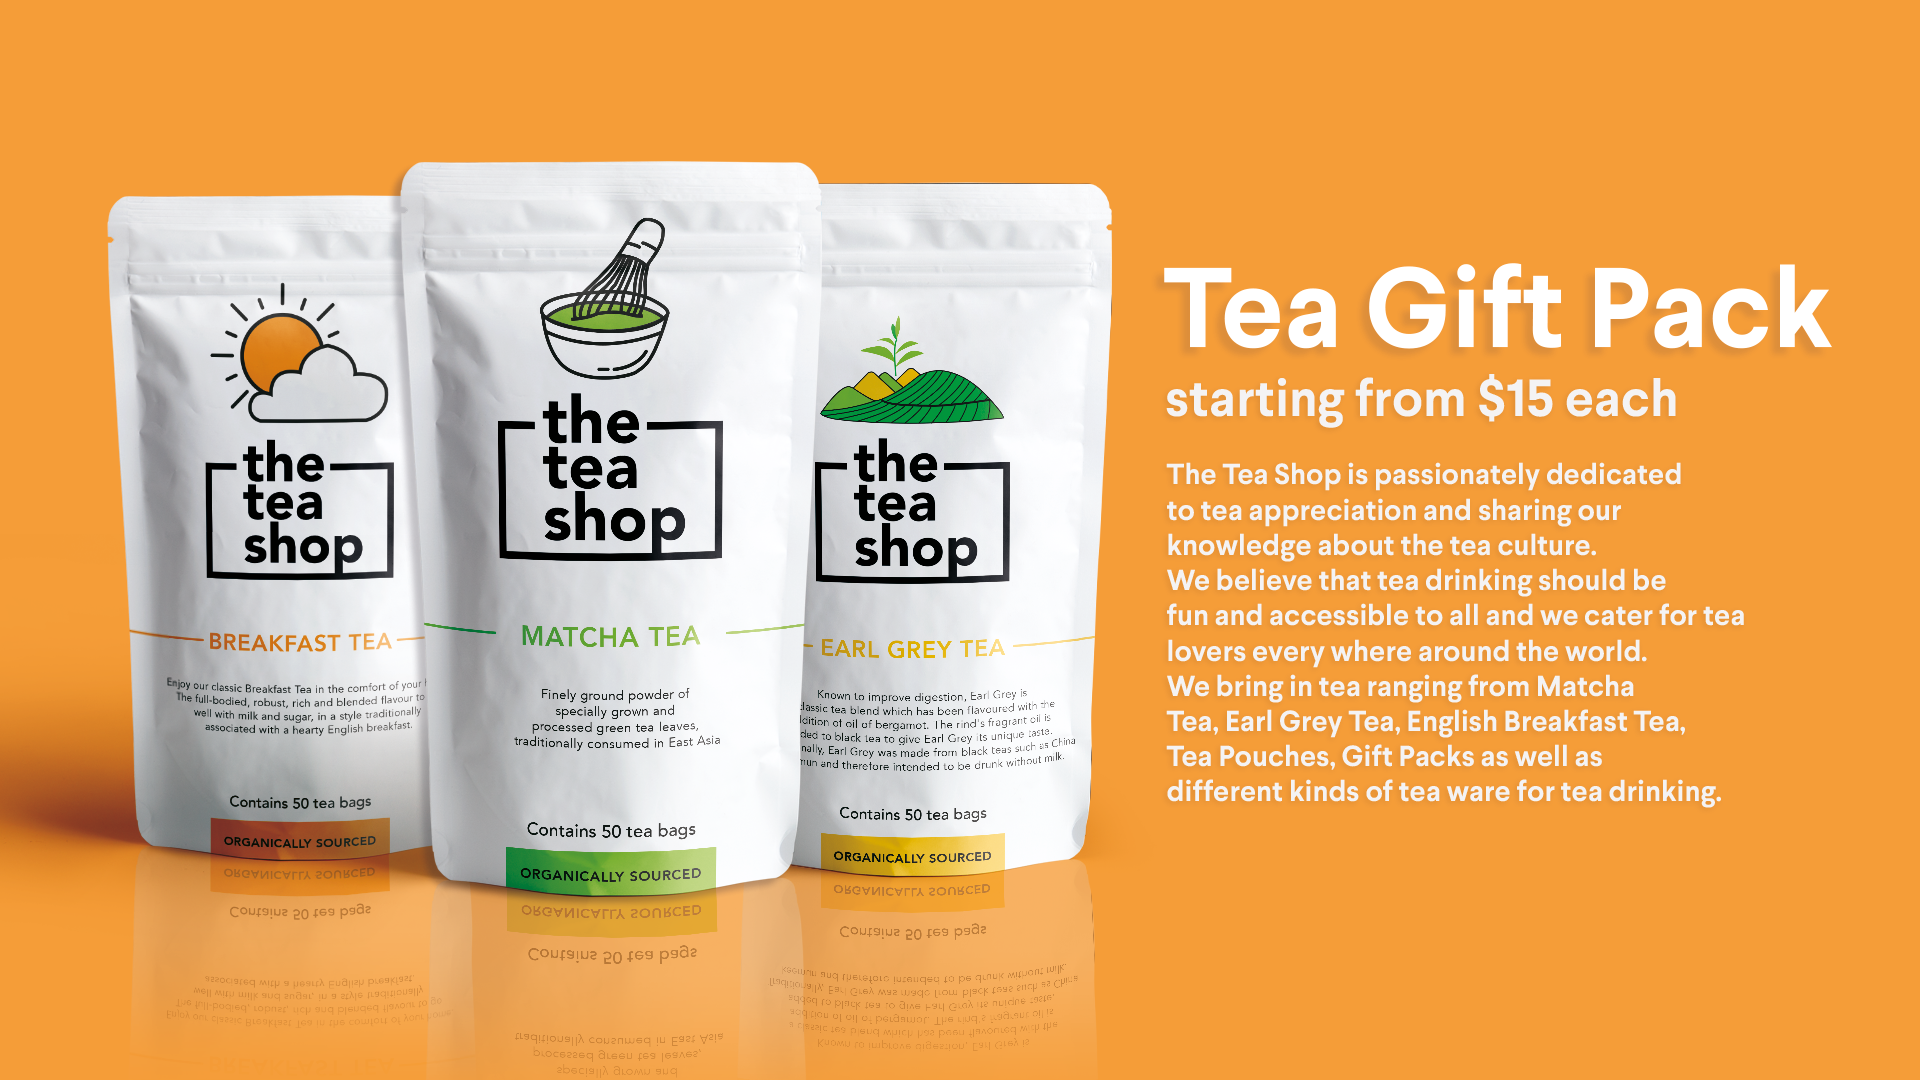 the
tea
shop
BREAKFAST TEA
Enjoy our classic Breakfast Tea in the comfort of your
The full-bodied, robust, rich and blended flavour to
well with milk and sugar, in a style traditionally
associated with a hearty English breakfast.
Contains 50 tea bags
ORGANICALLY SOURCED
the
tea
shop
MATCHA TEA
Finely ground powder of
specially grown and
processed green tea leaves,
traditionally consumed in East Asia
Contains 50 tea bags
ORGANICALLY SOURCED
the
tea
shop
EARL GREY TEA
Known to improve digestion, Earl Grey is
classic tea blend which has been flavoured with the
dition of oil of bergamot. The rind's fragrant oil is
ded to black tea to give Earl Grey its unique taste.
nally, Earl Grey was made from black teas such as China
mun and therefore intended to be drunk without milk.
Contains 50 tea bags
ORGANICALLY SOURCED
Tea Gift Pack
starting from $15 each
The Tea Shop is passionately dedicated
to tea appreciation and sharing our
knowledge about the tea culture.
We believe that tea drinking should be
fun and accessible to all and we cater for tea
lovers every where around the world.
We bring in tea ranging from Matcha
Tea, Earl Grey Tea, English Breakfast Tea,
Tea Pouches, Gift Packs as well as
different kinds of tea ware for tea drinking.